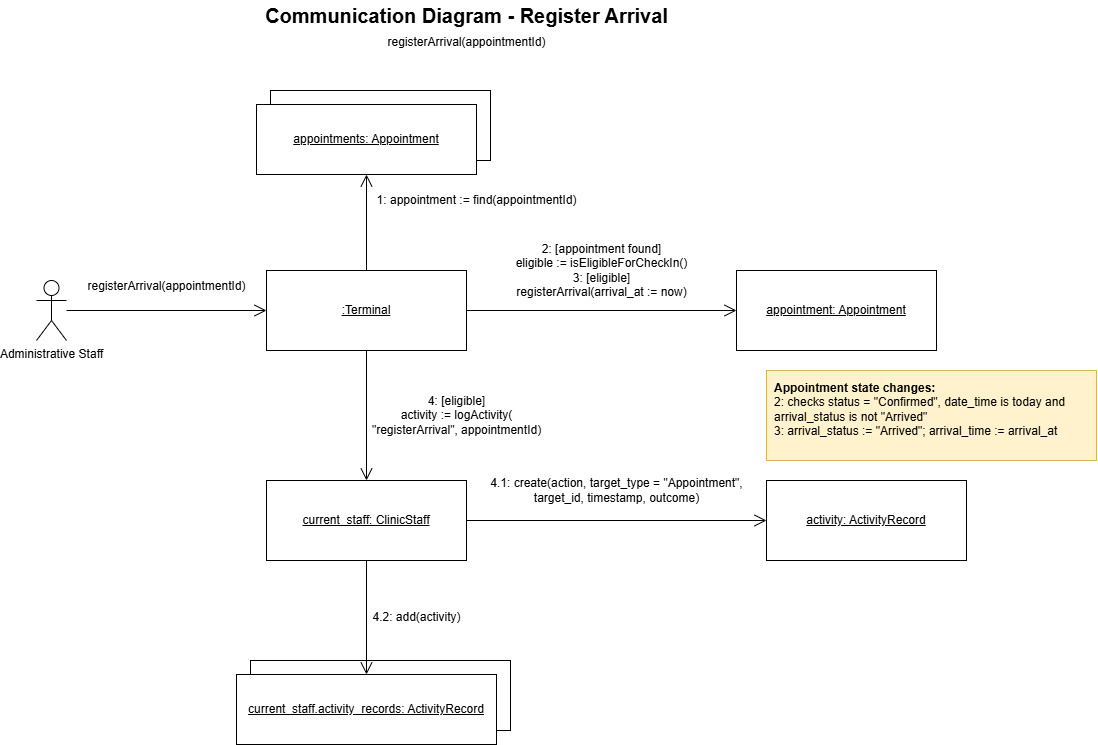 Communication Diagram - Register Arrival
registerArrival(appointmentId)
appointments: Appointment
1: appointment := find(appointmentId)
2: [appointment found]
eligible := isEligibleForCheckIn()
3: [eligible]
registerArrival(arrival_at := now)
registerArrival(appointmentId)
:Terminal
appointment: Appointment
Administrative Staff
Appointment state changes:
2: checks status = "Confirmed", date_time is today and
arrival_status is not "Arrived"
3: arrival_status := "Arrived"; arrival_time := arrival_at
4: [eligible]
activity := logActivity(
"registerArrival", appointmentId)
4.1: create(action, target_type = "Appointment",
target_id, timestamp, outcome)
current_staff: ClinicStaff
activity: ActivityRecord
4.2: add(activity)
current_staff.activity_records: ActivityRecord